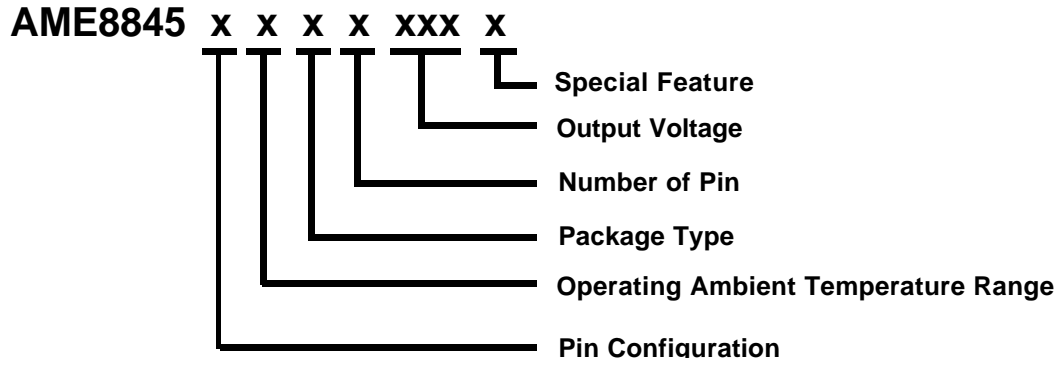 AME8845 x x x x xxx x
Special Feature
Output Voltage
Number of Pin
Package Type
Operating Ambient Temperature Range
Pin Configuration